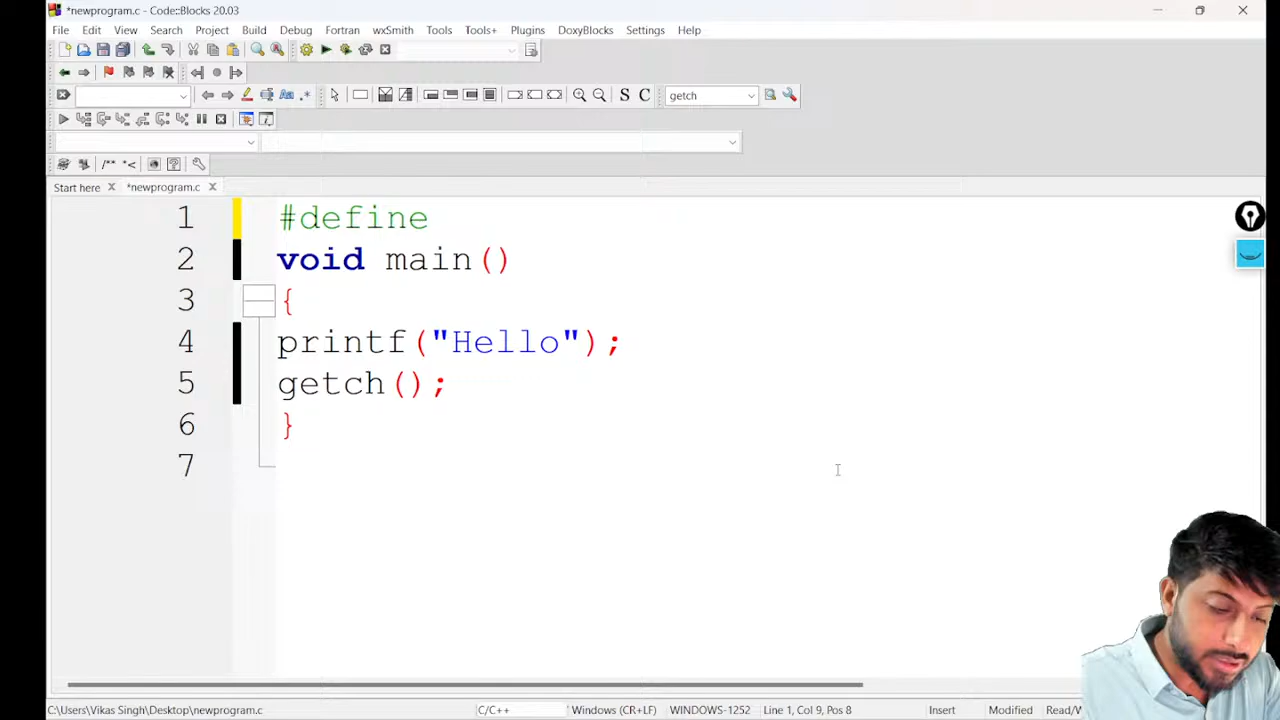 *newprogram.c - Code::Blocks 20.03
File Edit View Search Project Build Debug Fortran wxSmith Tools Tools+ Plugins DoxyBlocks Settings Help
S C getch
/** *<
Start here *newprogram.c
1 #define
2 void main()
3 {
4 printf("Hello");
5 getch();
6 }
7
C:\Users\Vikas Singh\Desktop\newprogram.c C/C++ Windows (CR+LF) WINDOWS-1252 Line 1, Col 9, Pos 8 Insert Modified Read/W